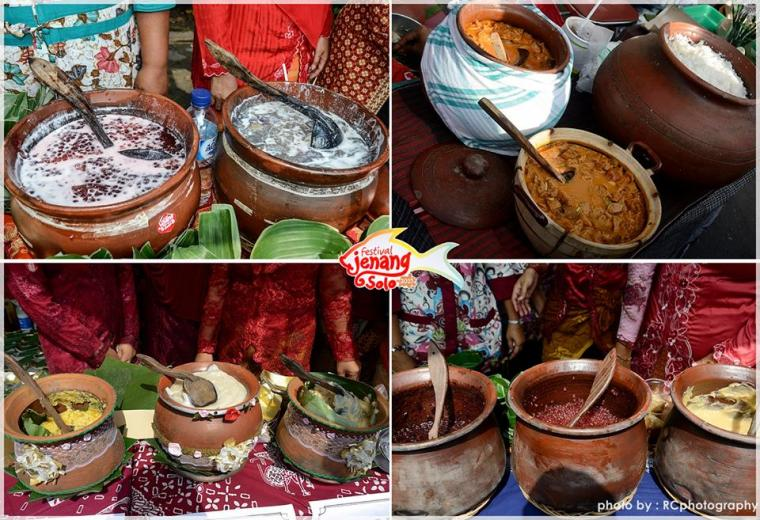 Festival
jenang
Solo
photo by : RCphotography